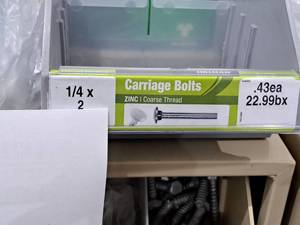 1/4 x
2
Carriage Bolts
ZINC | Coarse Thread
.43ea
22.99bx